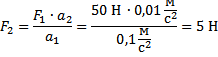 F₂ = F₁ · a₂ / a₁ = 50 Н · 0,01 м/с² / 0,1 м/с² = 5 Н